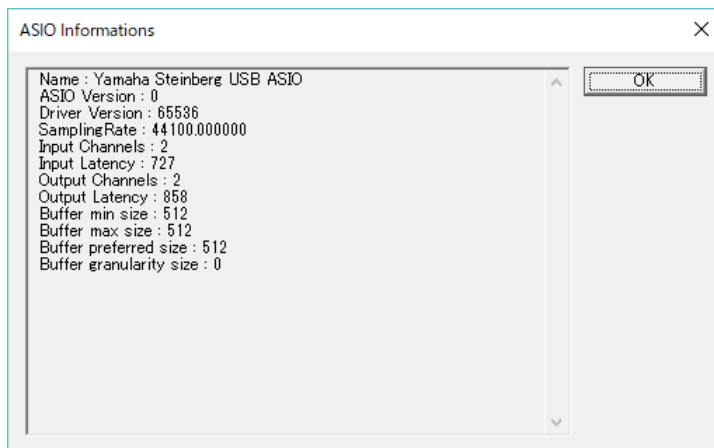 ASIO Informations
Name : Yamaha Steinberg USB ASIO
ASIO Version : 0
Driver Version : 65536
SamplingRate : 44100.000000
Input Channels : 2
Input Latency : 727
Output Channels : 2
Output Latency : 858
Buffer min size : 512
Buffer max size : 512
Buffer preferred size : 512
Buffer granularity size : 0
OK